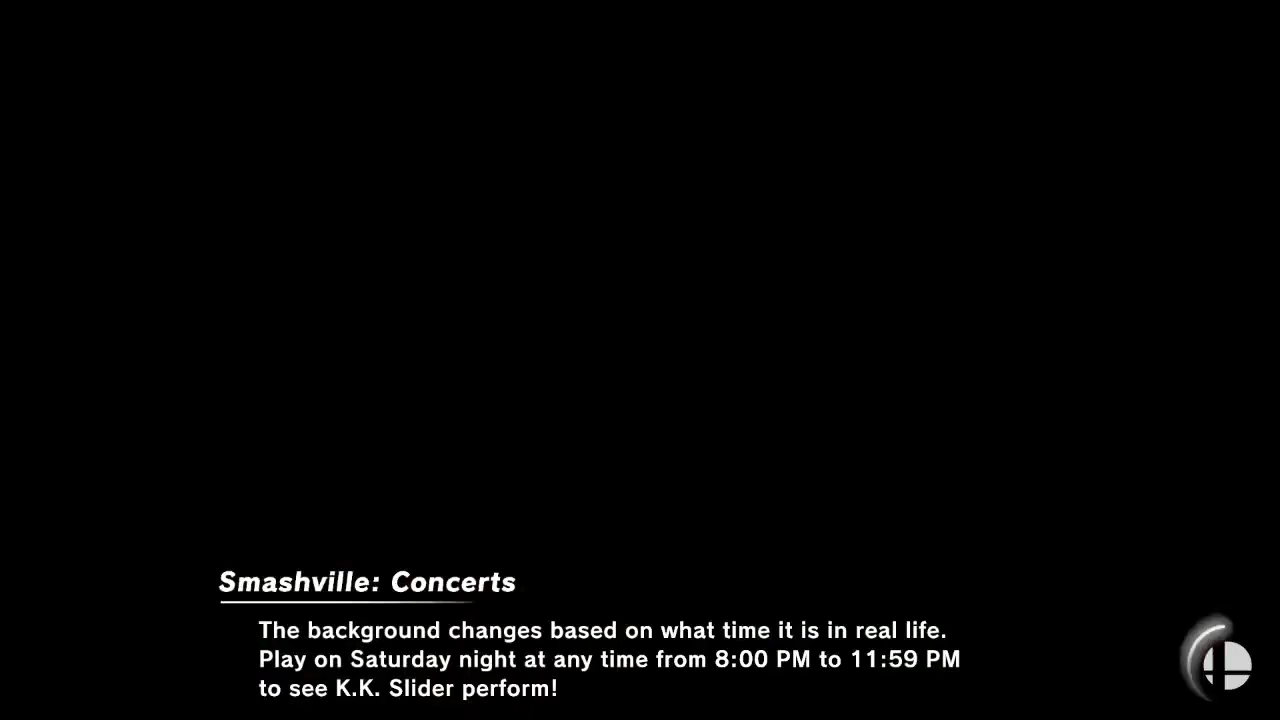 Smashville: Concerts
The background changes based on what time it is in real life.
Play on Saturday night at any time from 8:00 PM to 11:59 PM
to see K.K. Slider perform!